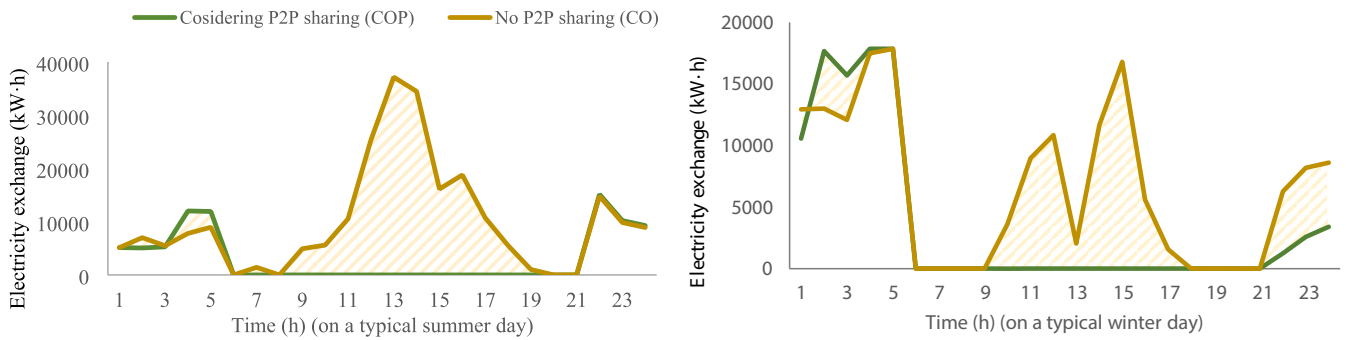 Cosidering P2P sharing (COP)
No P2P sharing (CO)
Electricity exchange (kW·h)
40000
30000
20000
10000
0
1 3 5 7 9 11 13 15 17 19 21 23
Time (h) (on a typical summer day)
Electricity exchange (kW·h)
20000
15000
10000
5000
0
1 3 5 7 9 11 13 15 17 19 21 23
Time (h) (on a typical winter day)